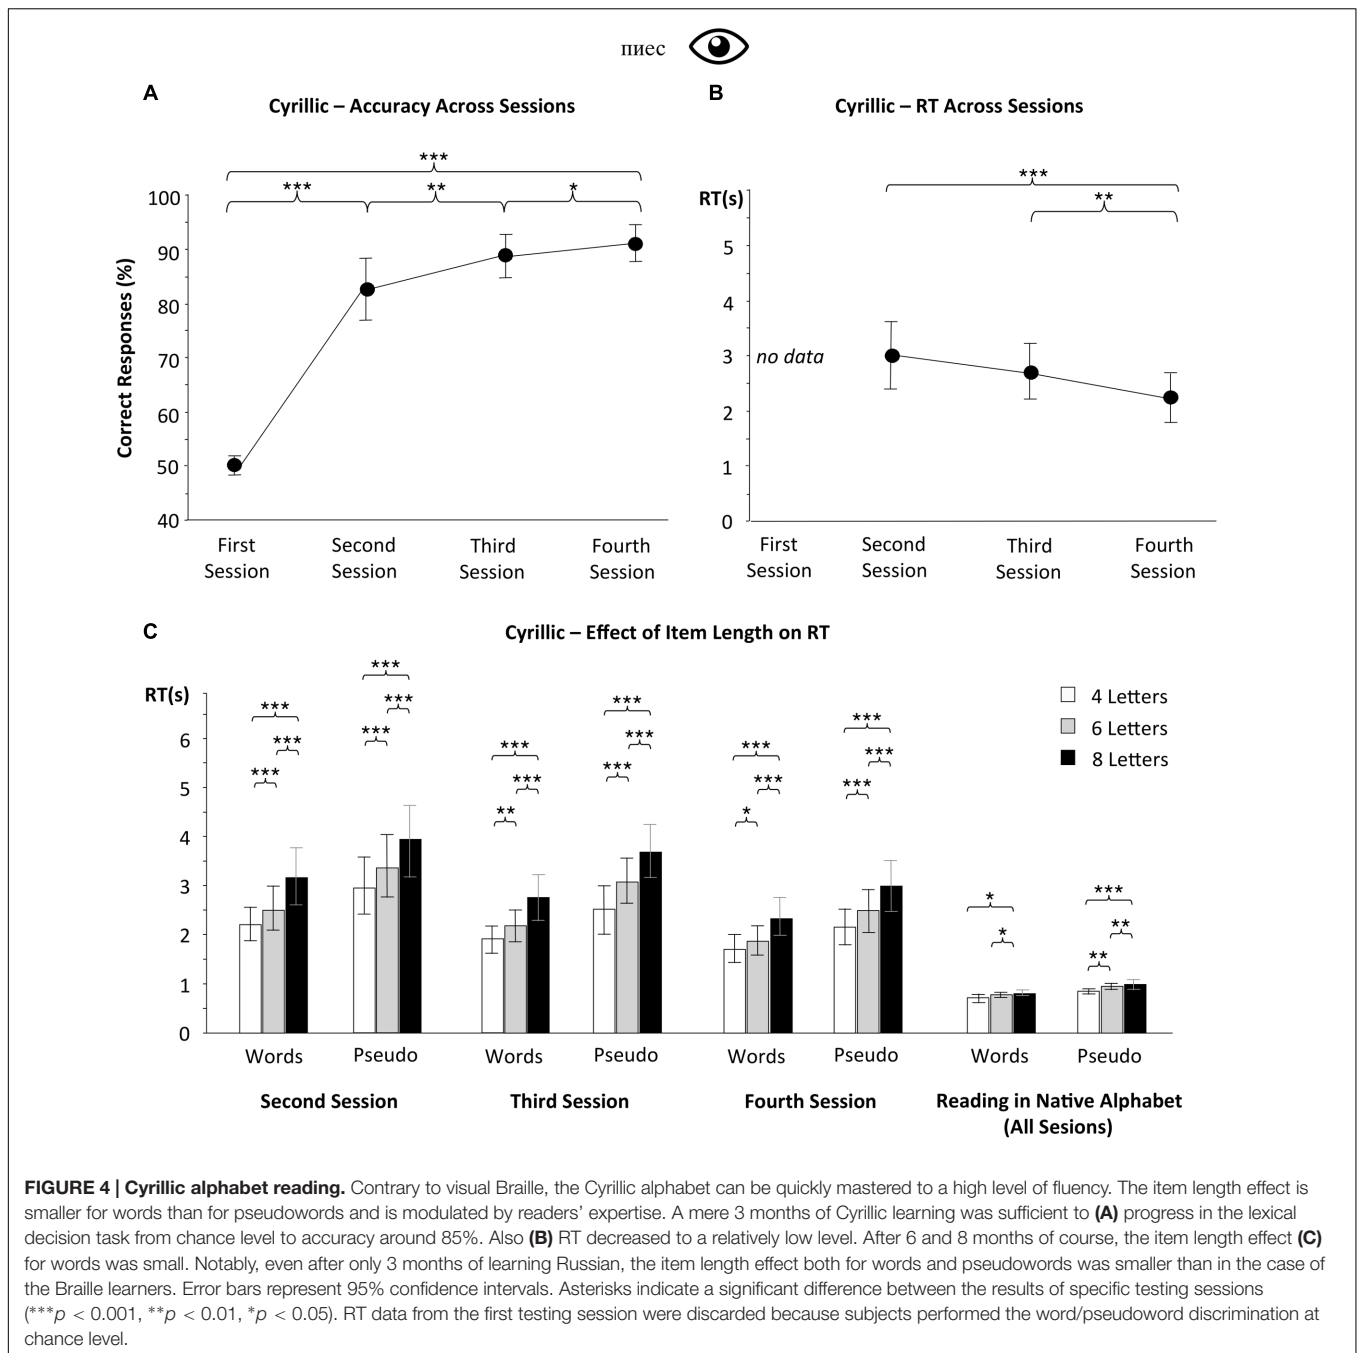 пиес
A
Cyrillic – Accuracy Across Sessions
***
***
**
*
Correct Responses (%)
100
90
80
70
60
50
40
First Session
Second Session
Third Session
Fourth Session
B
Cyrillic – RT Across Sessions
***
**
RT(s)
5
4
3
2
1
0
no data
First Session
Second Session
Third Session
Fourth Session
C
Cyrillic – Effect of Item Length on RT
RT(s)
6
5
4
3
2
1
0
***
***
***
***
***
***
***
***
**
***
***
***
***
***
*
***
***
***
*
*
***
**
**
4 Letters
6 Letters
8 Letters
Words
Pseudo
Words
Pseudo
Words
Pseudo
Words
Pseudo
Second Session
Third Session
Fourth Session
Reading in Native Alphabet
(All Sesions)
FIGURE 4 | Cyrillic alphabet reading. Contrary to visual Braille, the Cyrillic alphabet can be quickly mastered to a high level of fluency. The item length effect is
smaller for words than for pseudowords and is modulated by readers' expertise. A mere 3 months of Cyrillic learning was sufficient to (A) progress in the lexical
decision task from chance level to accuracy around 85%. Also (B) RT decreased to a relatively low level. After 6 and 8 months of course, the item length effect (C)
for words was small. Notably, even after only 3 months of learning Russian, the item length effect both for words and pseudowords was smaller than in the case of
the Braille learners. Error bars represent 95% confidence intervals. Asterisks indicate a significant difference between the results of specific testing sessions
(***p < 0.001, **p < 0.01, *p < 0.05). RT data from the first testing session were discarded because subjects performed the word/pseudoword discrimination at
chance level.